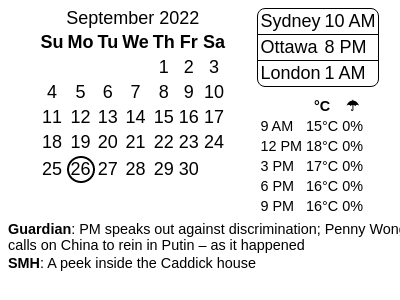 September 2022
Su Mo Tu We Th Fr Sa
1 2 3
4 5 6 7 8 9 10
11 12 13 14 15 16 17
18 19 20 21 22 23 24
25 26 27 28 29 30
Sydney 10 AM
Ottawa 8 PM
London 1 AM
°C ☂
9 AM 15°C 0%
12 PM 18°C 0%
3 PM 17°C 0%
6 PM 16°C 0%
9 PM 16°C 0%
Guardian: PM speaks out against discrimination; Penny Wong
calls on China to rein in Putin – as it happened
SMH: A peek inside the Caddick house